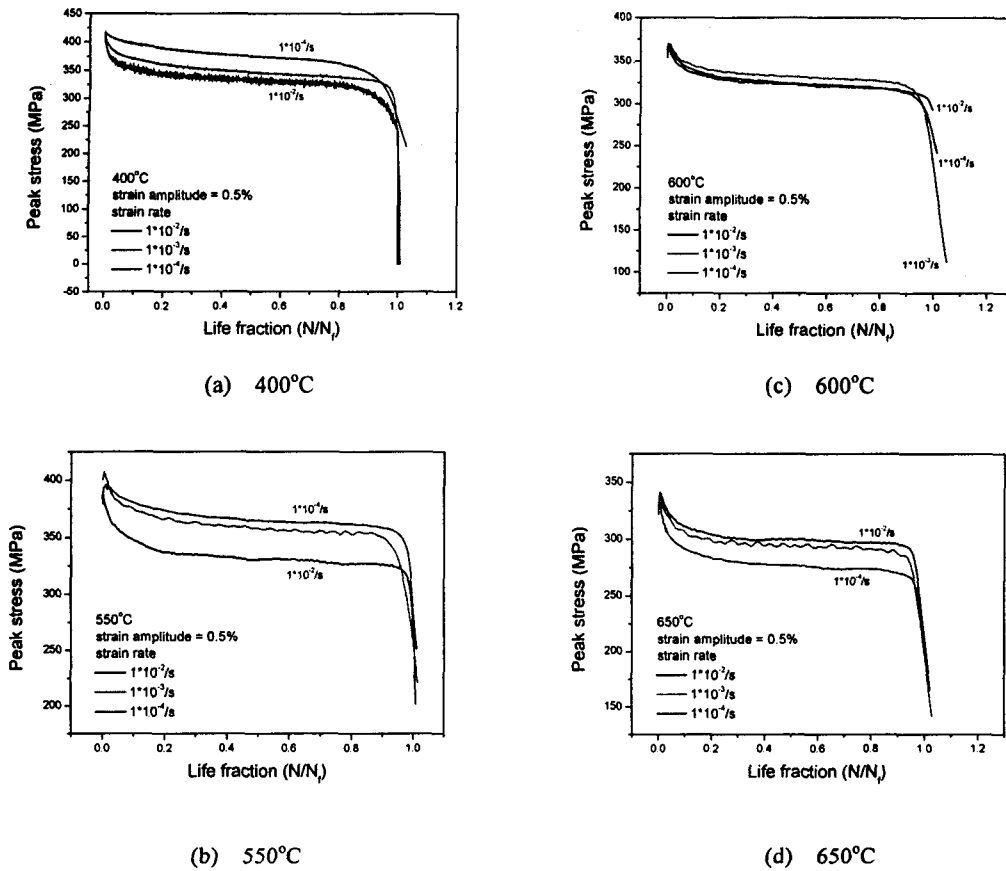 Peak stress (MPa)
450
400
350
300
250
200
150
100
50
0
-50
1*10⁻⁴/s
1*10⁻²/s
400°C
strain amplitude = 0.5%
strain rate
1*10⁻²/s
1*10⁻³/s
1*10⁻⁴/s
0.0 0.2 0.4 0.6 0.8 1.0 1.2
Life fraction (N/Nf)
(a) 400°C
Peak stress (MPa)
400
350
300
250
200
150
100
1*10⁻²/s
1*10⁻⁴/s
1*10⁻³/s
600°C
strain amplitude = 0.5%
strain rate
1*10⁻²/s
1*10⁻³/s
1*10⁻⁴/s
0.0 0.2 0.4 0.6 0.8 1.0 1.2
Life fraction (N/Nf)
(c) 600°C
Peak stress (MPa)
400
350
300
250
200
1*10⁻⁴/s
1*10⁻²/s
550°C
strain amplitude = 0.5%
strain rate
1*10⁻²/s
1*10⁻³/s
1*10⁻⁴/s
0.0 0.2 0.4 0.6 0.8 1.0
Life fraction (N/Nf)
(b) 550°C
Peak stress (MPa)
350
300
250
200
150
1*10⁻²/s
1*10⁻⁴/s
650°C
strain amplitude = 0.5%
strain rate
1*10⁻²/s
1*10⁻³/s
1*10⁻⁴/s
0.0 0.2 0.4 0.6 0.8 1.0 1.2
Life fraction (N/Nf)
(d) 650°C